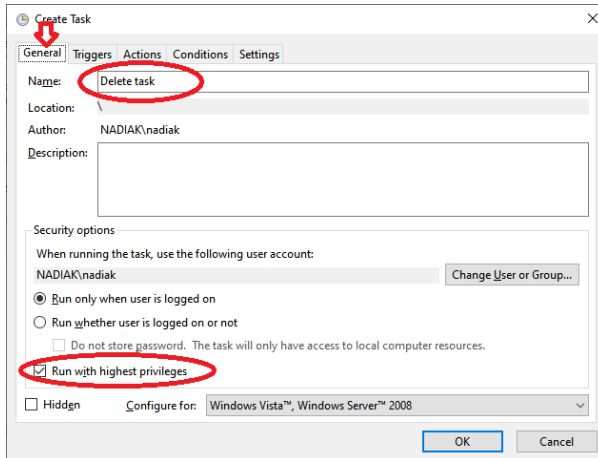 Create Task
General Triggers Actions Conditions Settings
Name: Delete task
Location: \
Author: NADIAK\nadiak
Description:
Security options
When running the task, use the following user account:
NADIAK\nadiak Change User or Group...
Run only when user is logged on
Run whether user is logged on or not
Do not store password. The task will only have access to local computer resources.
Run with highest privileges
Hidden Configure for: Windows Vista™, Windows Server™ 2008
OK Cancel